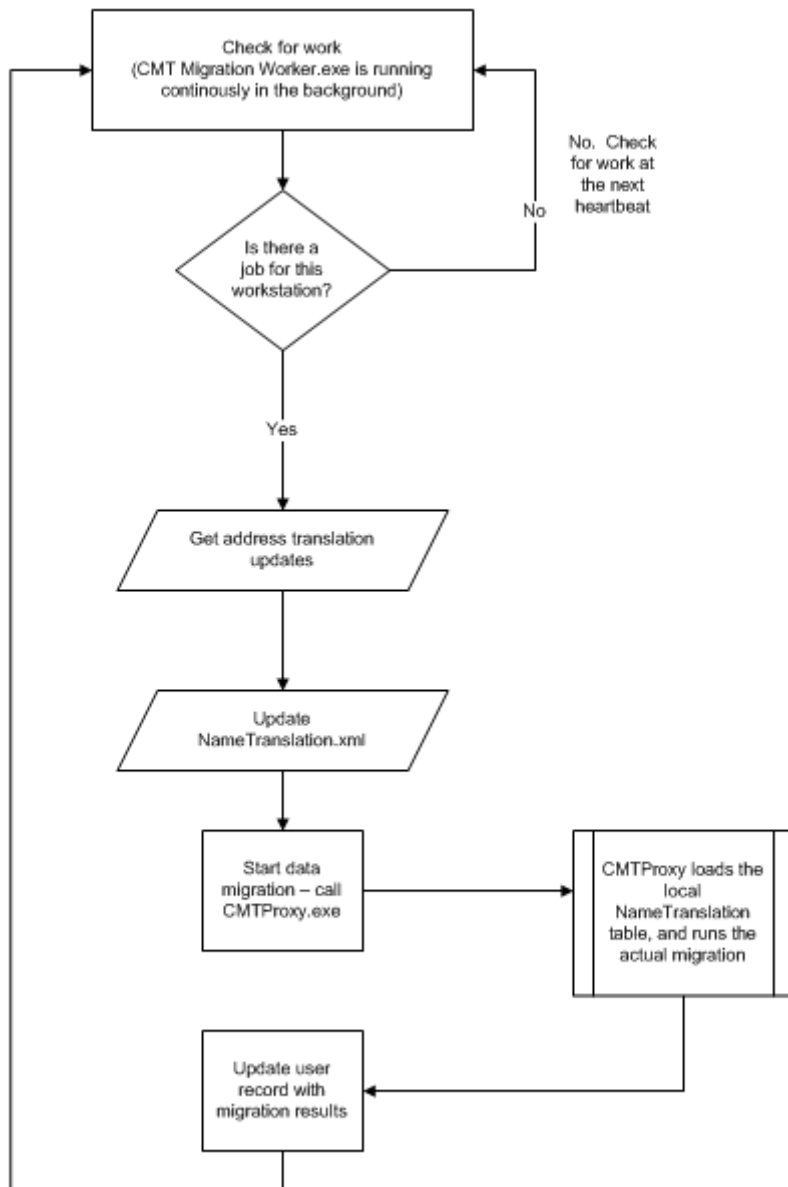 Check for work
(CMT Migration Worker.exe is running
continously in the background)
No. Check
for work at
the next
heartbeat
No
Is there a
job for this
workstation?
Yes
Get address translation
updates
Update
NameTranslation.xml
Start data
migration – call
CMTProxy.exe
CMTProxy loads the
local
NameTranslation
table, and runs the
actual migration
Update user
record with
migration results